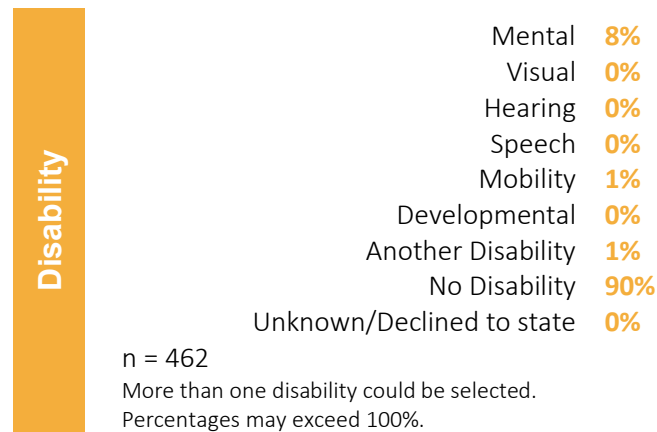 Disability
Mental 8%
Visual 0%
Hearing 0%
Speech 0%
Mobility 1%
Developmental 0%
Another Disability 1%
No Disability 90%
Unknown/Declined to state 0%
n = 462
More than one disability could be selected.
Percentages may exceed 100%.